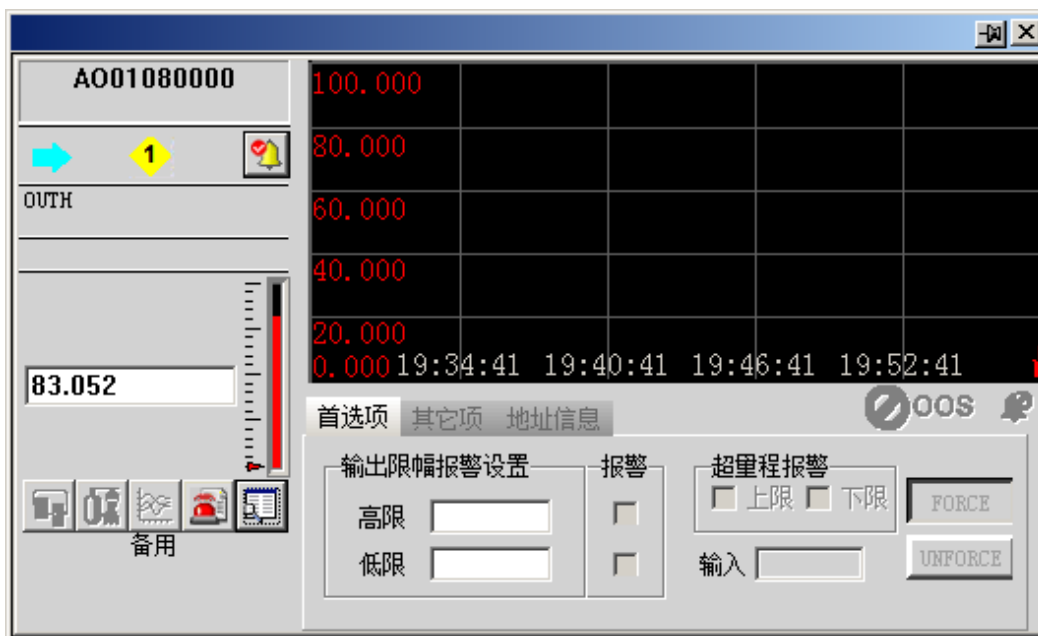 AO01080000
1
OUTH
83.052
备用
100.000
80.000
60.000
40.000
20.000
0.000 19:34:41 19:40:41 19:46:41 19:52:41
OOS
首选项 其它项 地址信息
输出限幅报警设置 报警 超量程报警
上限 下限 FORCE
高限
低限 输入 UNFORCE